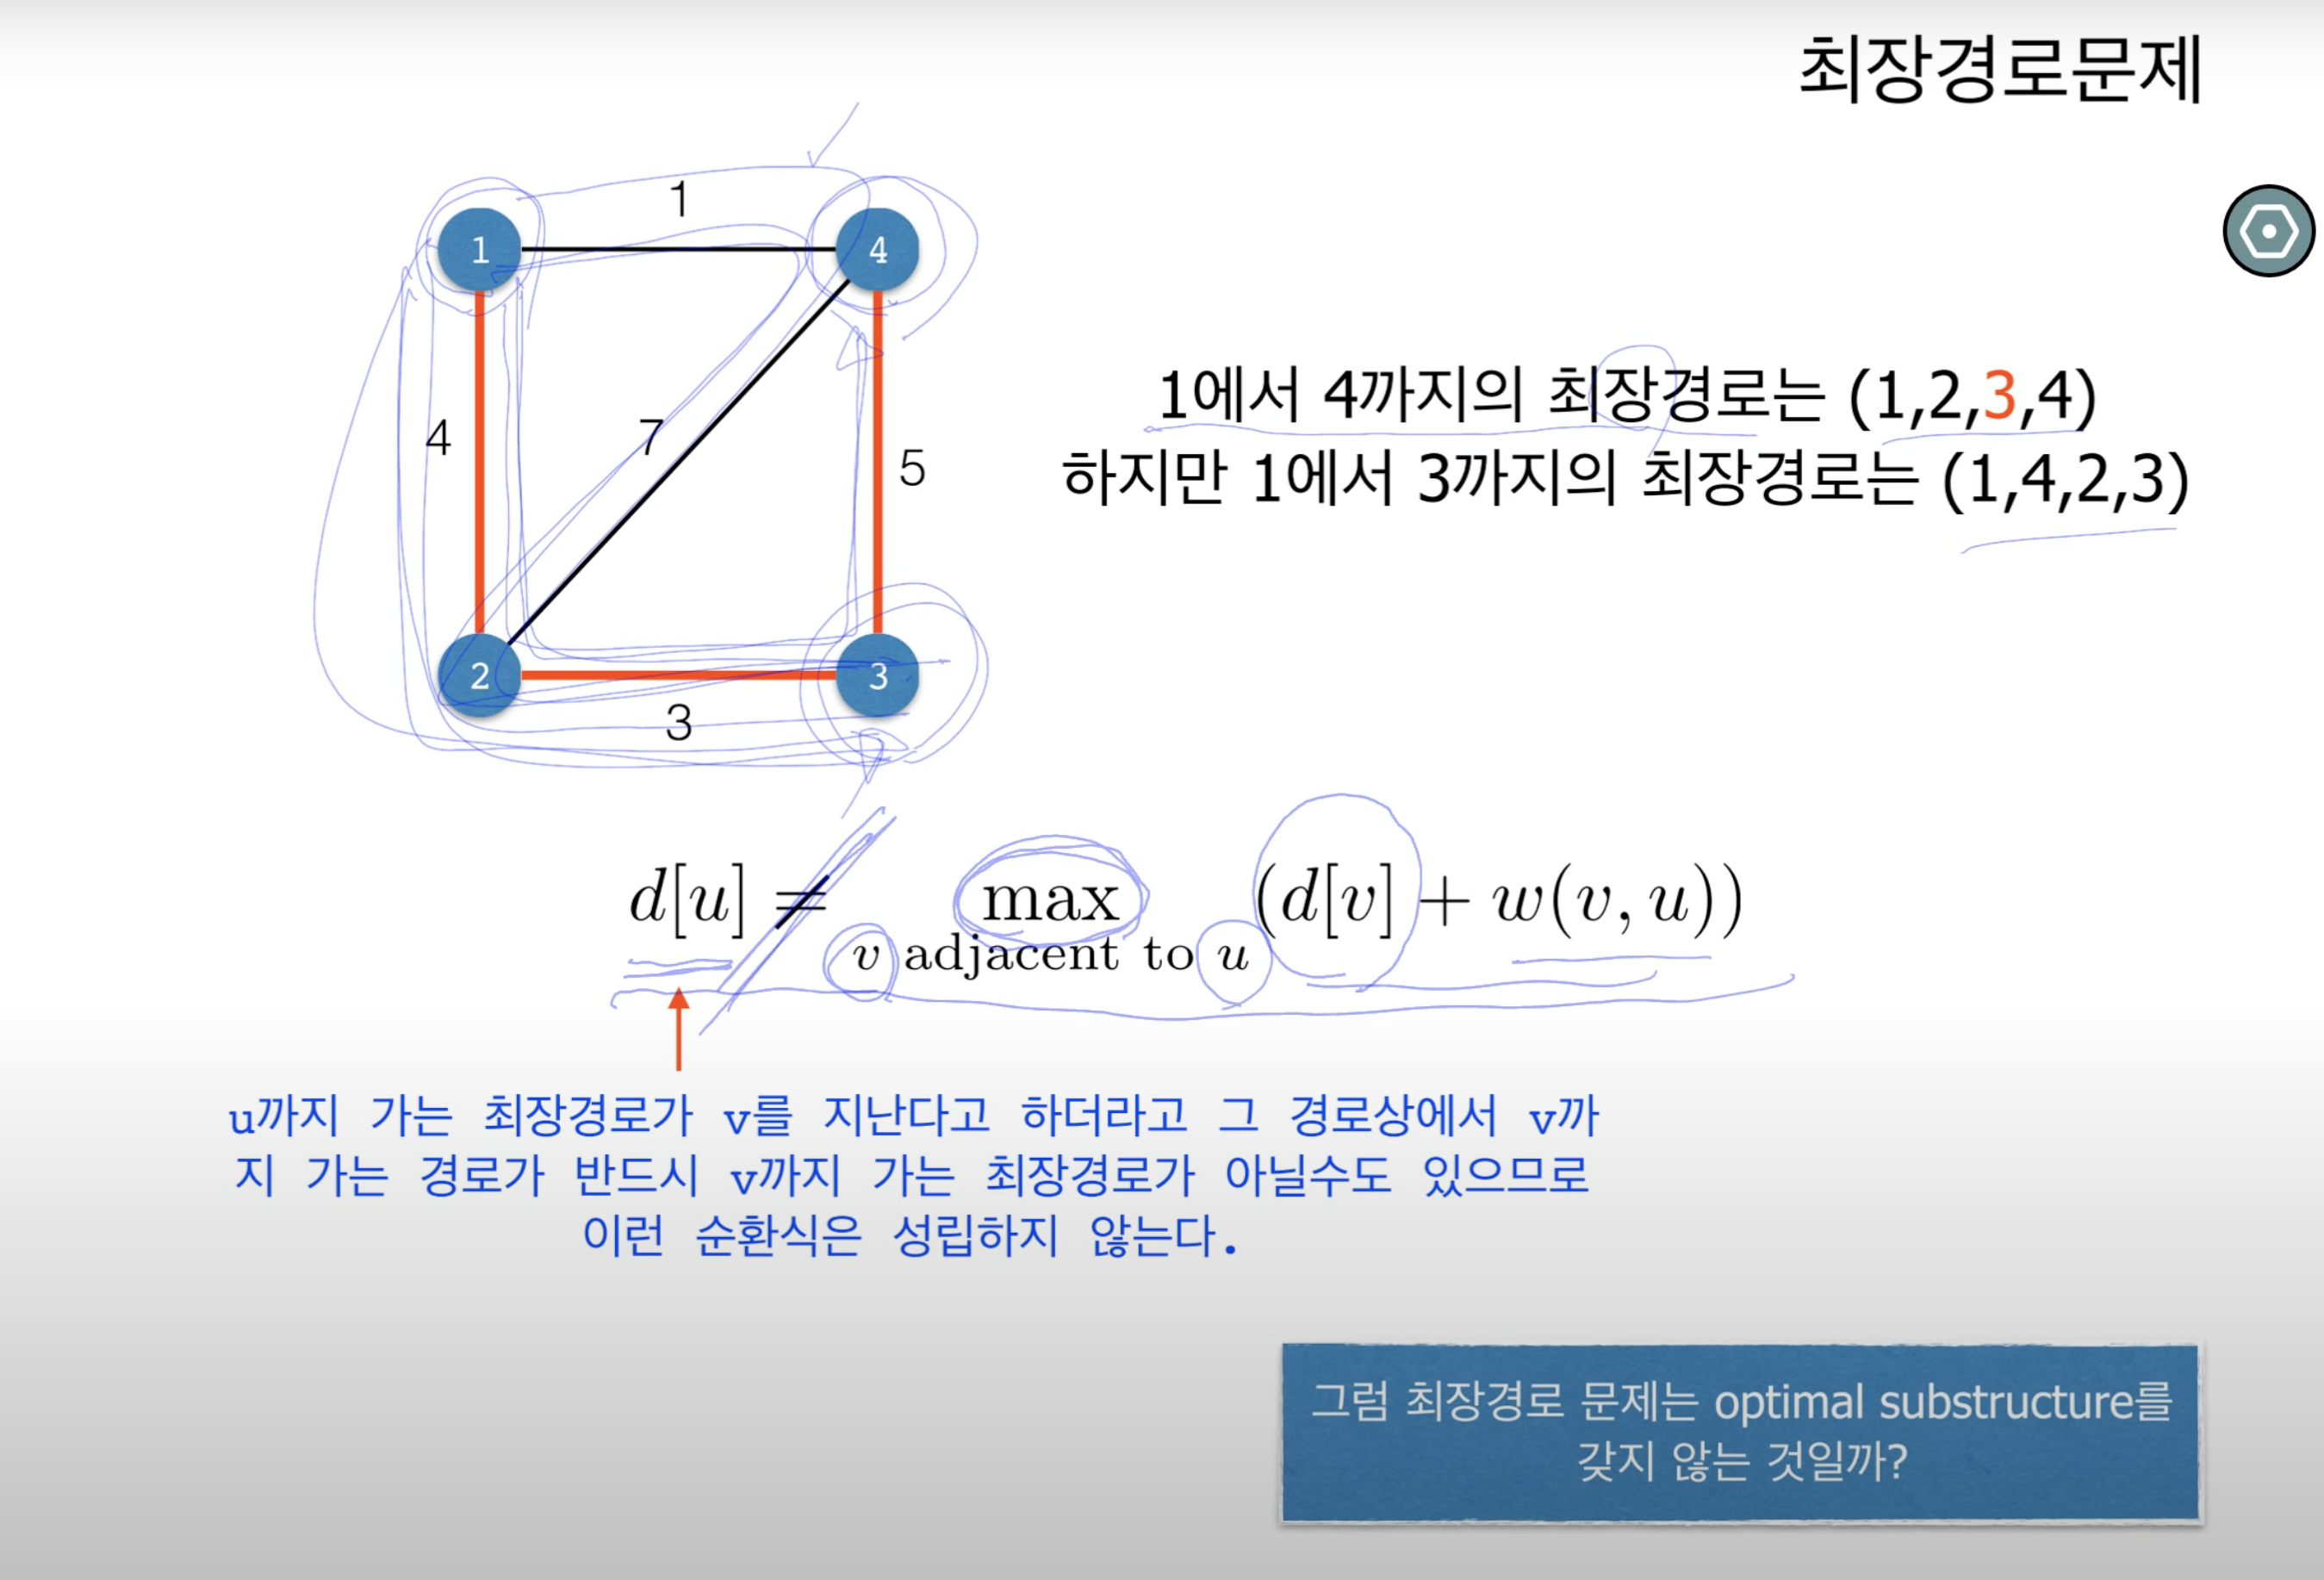 최장경로문제
1
1
4
4
7
5
2
3
3
1에서 4까지의 최장경로는 (1,2,3,4)
하지만 1에서 3까지의 최장경로는 (1,4,2,3)
d[u] ≠ max (d[v] + w(v, u))
v adjacent to u
u까지 가는 최장경로가 v를 지난다고 하더라고 그 경로상에서 v까
지 가는 경로가 반드시 v까지 가는 최장경로가 아닐수도 있으므로
이런 순환식은 성립하지 않는다.
그럼 최장경로 문제는 optimal substructure를
갖지 않는 것일까?